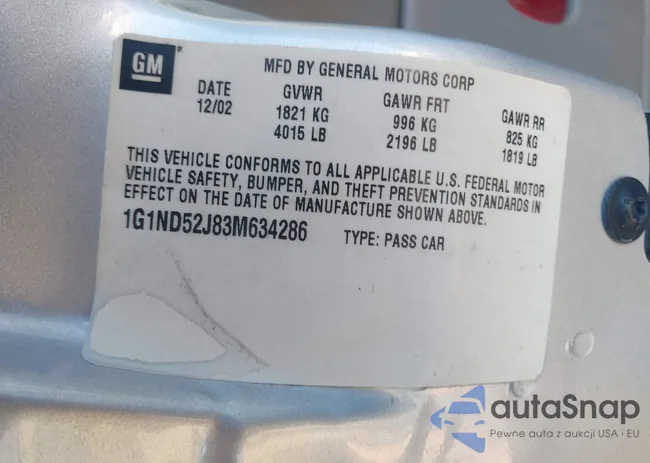 GM
MFD BY GENERAL MOTORS CORP
DATE GVWR GAWR FRT GAWR RR
12/02 1821 KG 996 KG 825 KG
4015 LB 2196 LB 1819 LB
THIS VEHICLE CONFORMS TO ALL APPLICABLE U.S. FEDERAL MOTOR
VEHICLE SAFETY, BUMPER, AND THEFT PREVENTION STANDARDS IN
EFFECT ON THE DATE OF MANUFACTURE SHOWN ABOVE.
1G1ND52J83M634286 TYPE: PASS CAR
autaSnap
Pewne auta z aukcji USA i EU